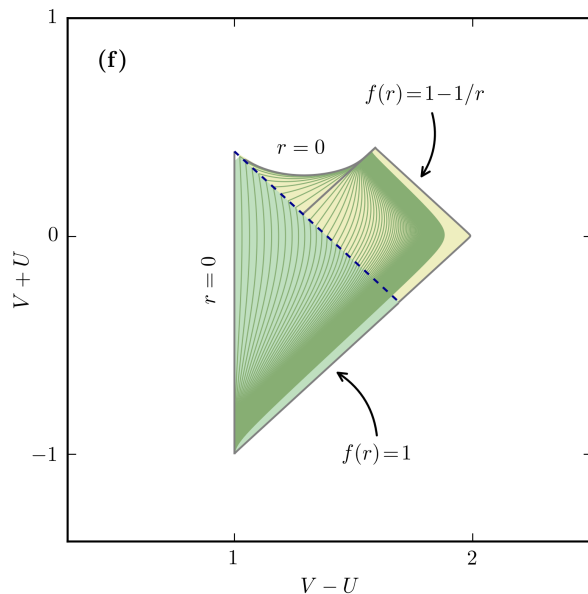 1
(f)
f(r)=1−1/r
r = 0
V + U
0
r = 0
f(r)=1
−1
1
2
V − U